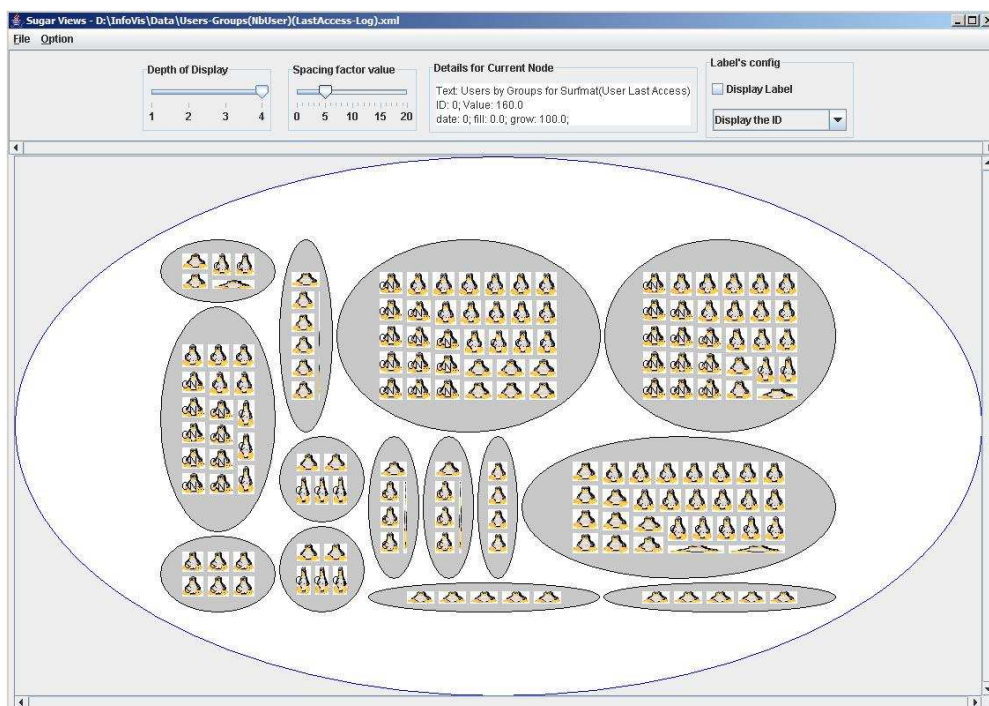 Sugar Views - D:\InfoVis\Data\Users-Groups(NbUser)(LastAccess-Log).xml
File Option
Depth of Display
1 2 3 4
Spacing factor value
0 5 10 15 20
Details for Current Node
Text: Users by Groups for Surfmat(User Last Access)
ID: 0; Value: 160.0
date: 0; fill: 0.0; grow: 100.0;
Label's config
Display Label
Display the ID